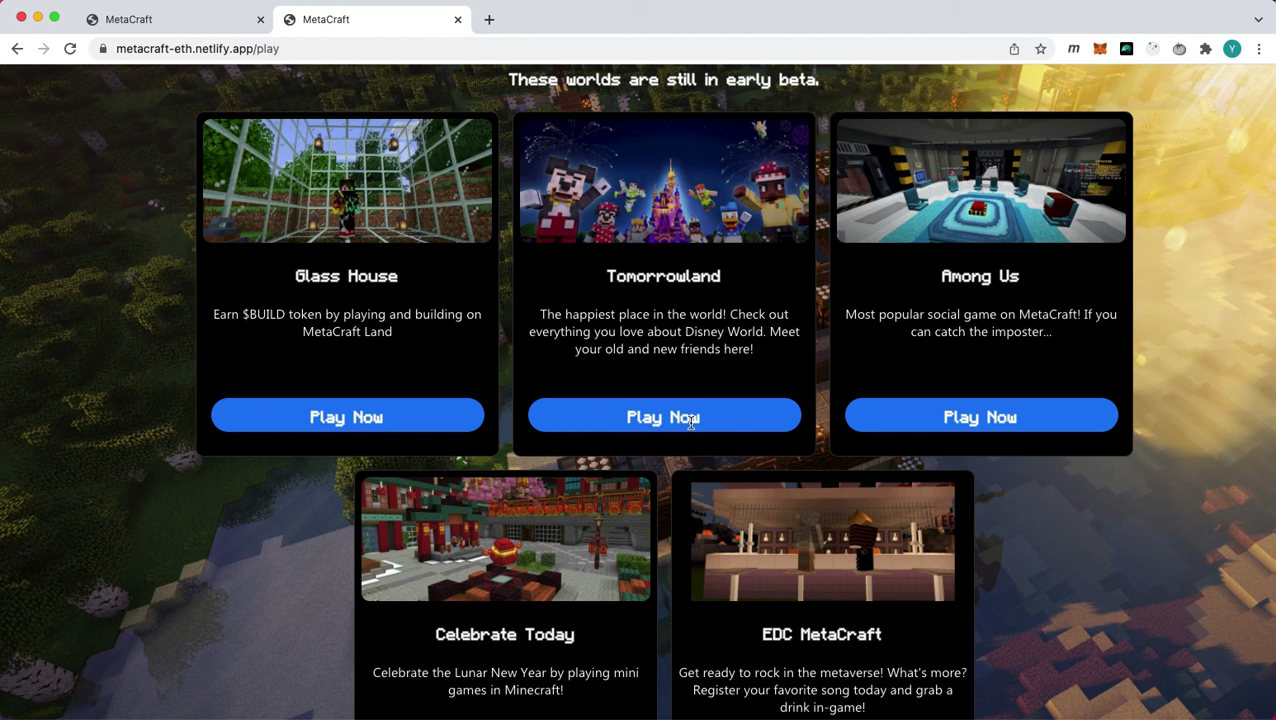 MetaCraft
MetaCraft
metacraft-eth.netlify.app/play
m
Y
These worlds are still in early beta.
Glass House
Earn $BUILD token by playing and building on
MetaCraft Land
Play Now
Tomorrowland
The happiest place in the world! Check out
everything you love about Disney World. Meet
your old and new friends here!
Play Now
Among Us
Most popular social game on MetaCraft! If you
can catch the imposter...
Play Now
Celebrate Today
Celebrate the Lunar New Year by playing mini
games in Minecraft!
EDC MetaCraft
Get ready to rock in the metaverse! What's more?
Register your favorite song today and grab a
drink in-game!